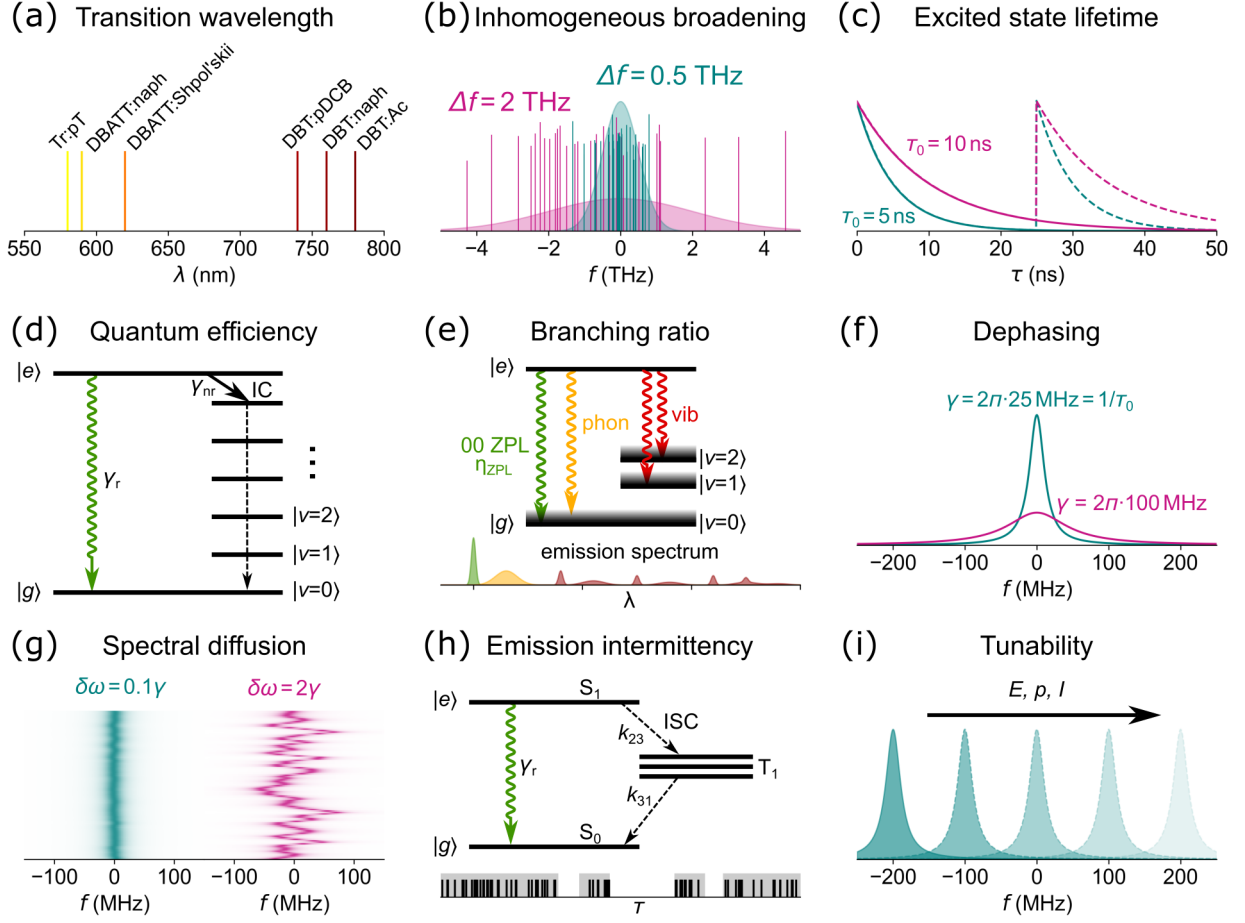 (a) Transition wavelength
Tr:pT
DBATT:naph
DBATT:Shpol'skii
DBT:pDCB
DBT:naph
DBT:Ac
550 600 650 700 750 800
λ (nm)
(b) Inhomogeneous broadening
Δf = 0.5 THz
Δf = 2 THz
−4 −2 0 2 4
f (THz)
(c) Excited state lifetime
τ₀ = 10 ns
τ₀ = 5 ns
0 10 20 30 40 50
τ (ns)
(d) Quantum efficiency
|e⟩
γnr
IC
γr
|v=2⟩
|v=1⟩
|g⟩
|v=0⟩
(e) Branching ratio
|e⟩
phon
vib
00 ZPL
ηZPL
|v=2⟩
|v=1⟩
|g⟩
|v=0⟩
emission spectrum
λ
(f) Dephasing
γ = 2π·25 MHz = 1/τ₀
γ = 2π·100 MHz
−200 −100 0 100 200
f (MHz)
(g) Spectral diffusion
δω = 0.1γ
δω = 2γ
−100 0 100
−100 0 100
f (MHz)
f (MHz)
(h) Emission intermittency
|e⟩
S₁
ISC
k₂₃
γr
T₁
k₃₁
|g⟩
S₀
τ
(i) Tunability
E, p, I
−200 −100 0 100 200
f (MHz)